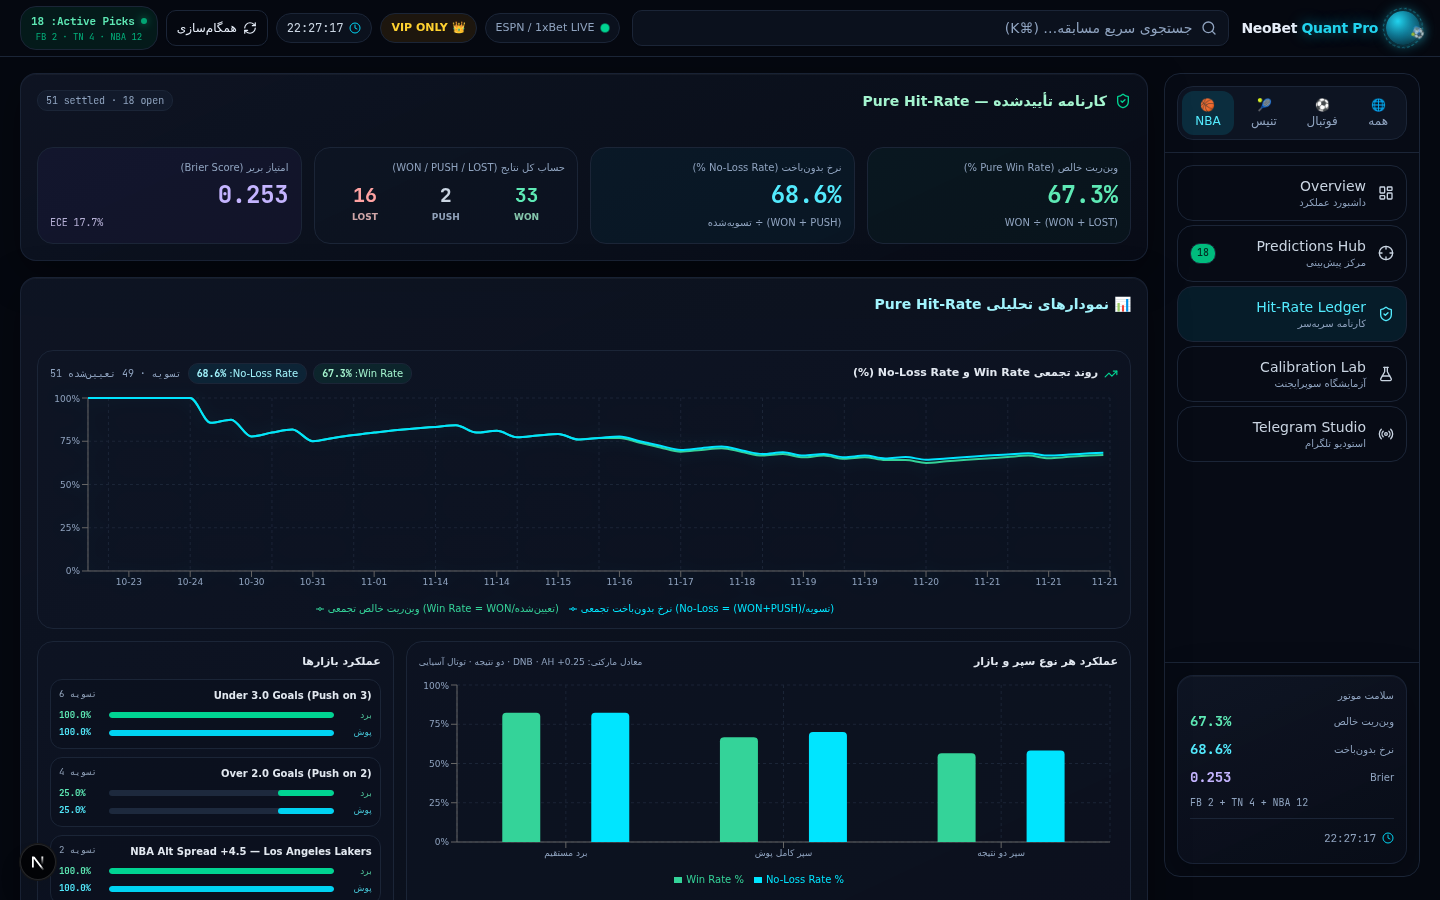 NeoBet Quant Pro
جستجوی سریع مسابقه... (⌘K)
ESPN / 1xBet LIVE
VIP ONLY 👑
22:27:17
همگام‌سازی
18 :Active Picks
FB 2 · TN 4 · NBA 12
همه
فوتبال
تنیس
NBA
Overview
داشبورد عملکرد
Predictions Hub
مرکز پیش‌بینی
18
Hit-Rate Ledger
کارنامه سربه‌سر
Calibration Lab
آزمایشگاه سوپرایجنت
Telegram Studio
استودیو تلگرام
سلامت موتور
وین‌ریت خالص
67.3%
نرخ بدون‌باخت
68.6%
Brier
0.253
FB 2 + TN 4 + NBA 12
22:27:17
کارنامه تأییدشده — Pure Hit-Rate
51 settled · 18 open
وین‌ریت خالص (Pure Win Rate %)
67.3%
WON ÷ (WON + LOST)
نرخ بدون‌باخت (No-Loss Rate %)
68.6%
(WON + PUSH) ÷ تسویه‌شده
حساب کل نتایج (WON / PUSH / LOST)
33
WON
2
PUSH
16
LOST
امتیاز بریر (Brier Score)
0.253
ECE 17.7%
📊 نمودارهای تحلیلی Pure Hit-Rate
روند تجمعی Win Rate و No-Loss Rate (%)
67.3% :Win Rate
68.6% :No-Loss Rate
51 تسویه · 49 تعیین‌شده
100%
75%
50%
25%
0%
10-23
10-24
10-30
10-31
11-01
11-14
11-14
11-15
11-16
11-17
11-18
11-19
11-19
11-20
11-21
11-21
11-21
وین‌ریت خالص تجمعی (Win Rate = WON/تعیین‌شده)
نرخ بدون‌باخت تجمعی (No-Loss = (WON+PUSH)/تسویه)
عملکرد هر نوع سپر و بازار
معادل مارکتی: DNB · AH +0.25 · دو نتیجه · توتال آسیایی
100%
75%
50%
25%
0%
برد مستقیم
سپر کامل پوش
سپر دو نتیجه
Win Rate %
No-Loss Rate %
عملکرد بازارها
Under 3.0 Goals (Push on 3)
6 تسویه
برد
100.0%
پوش
100.0%
Over 2.0 Goals (Push on 2)
4 تسویه
برد
25.0%
پوش
25.0%
NBA Alt Spread +4.5 — Los Angeles Lakers
2 تسویه
برد
100.0%
پوش
100.0%
N